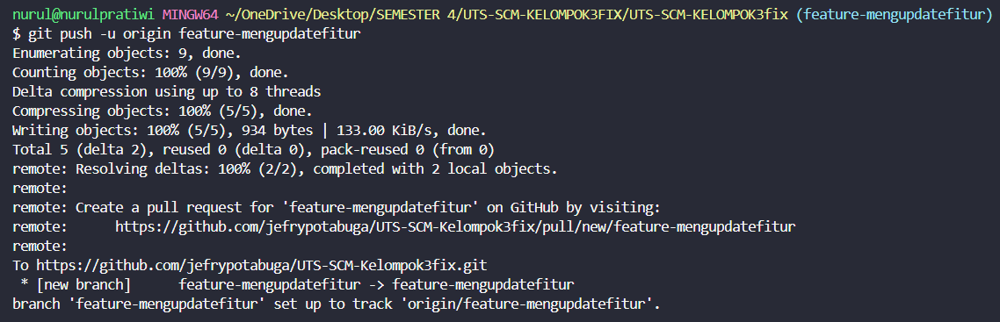 nurul@nurulpratiwi MINGW64 ~/OneDrive/Desktop/SEMESTER 4/UTS-SCM-KELOMPOK3FIX/UTS-SCM-KELOMPOK3fix (feature-mengupdatefitur)
$ git push -u origin feature-mengupdatefitur
Enumerating objects: 9, done.
Counting objects: 100% (9/9), done.
Delta compression using up to 8 threads
Compressing objects: 100% (5/5), done.
Writing objects: 100% (5/5), 934 bytes | 133.00 KiB/s, done.
Total 5 (delta 2), reused 0 (delta 0), pack-reused 0 (from 0)
remote: Resolving deltas: 100% (2/2), completed with 2 local objects.
remote:
remote: Create a pull request for 'feature-mengupdatefitur' on GitHub by visiting:
remote:      https://github.com/jefrypotabuga/UTS-SCM-Kelompok3fix/pull/new/feature-mengupdatefitur
remote:
To https://github.com/jefrypotabuga/UTS-SCM-Kelompok3fix.git
 * [new branch]      feature-mengupdatefitur -> feature-mengupdatefitur
branch 'feature-mengupdatefitur' set up to track 'origin/feature-mengupdatefitur'.